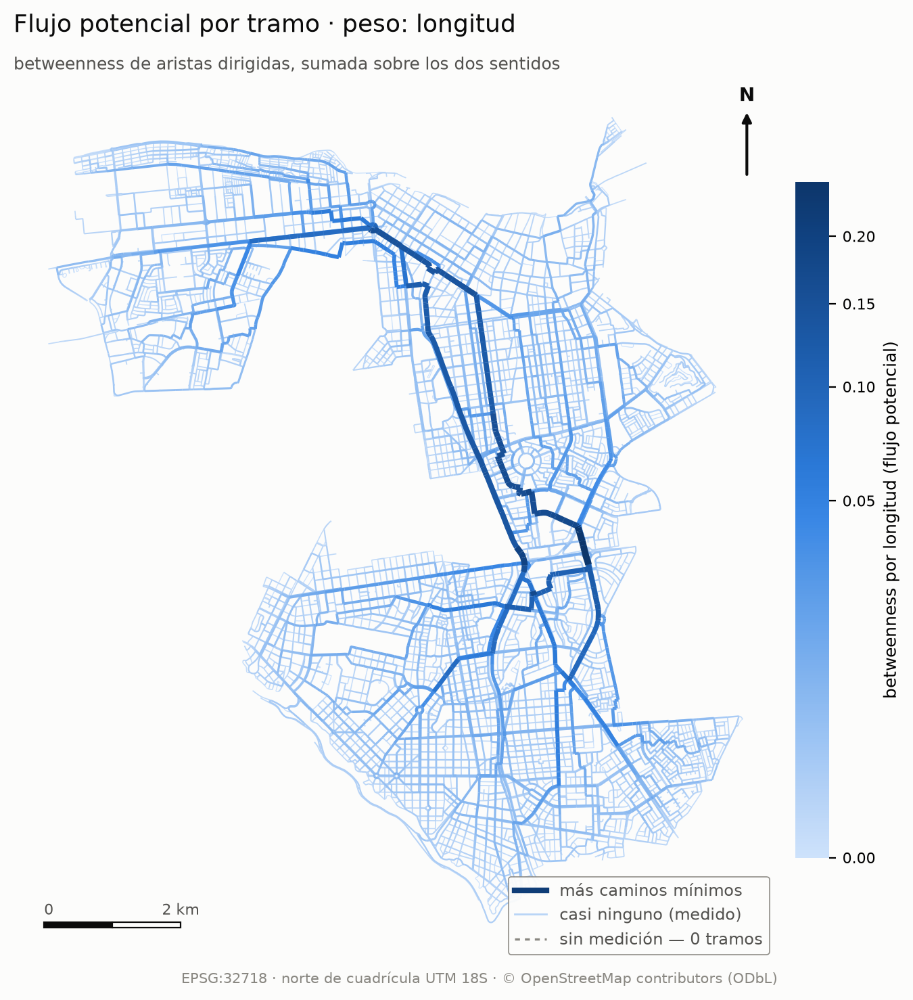 Flujo potencial por tramo · peso: longitud
betweenness de aristas dirigidas, sumada sobre los dos sentidos
N
0.20
0.15
0.10
0.05
0.00
betweenness por longitud (flujo potencial)
más caminos mínimos
casi ninguno (medido)
sin medición — 0 tramos
0 2 km
EPSG:32718 · norte de cuadrícula UTM 18S · © OpenStreetMap contributors (ODbL)